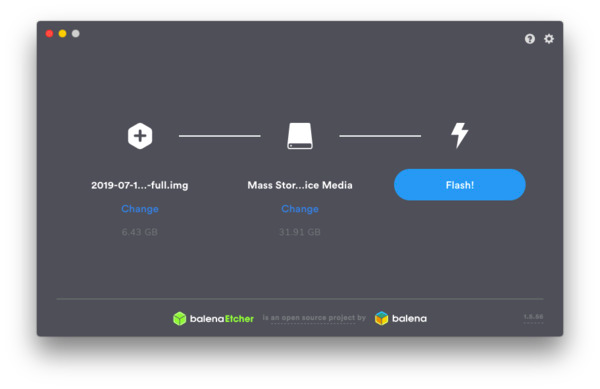 2019-07-1...-full.img
Mass Stor...ice Media
Flash!
Change
Change
6.43 GB
31.91 GB
balenaEtcher is an open source project by balena
1.5.56